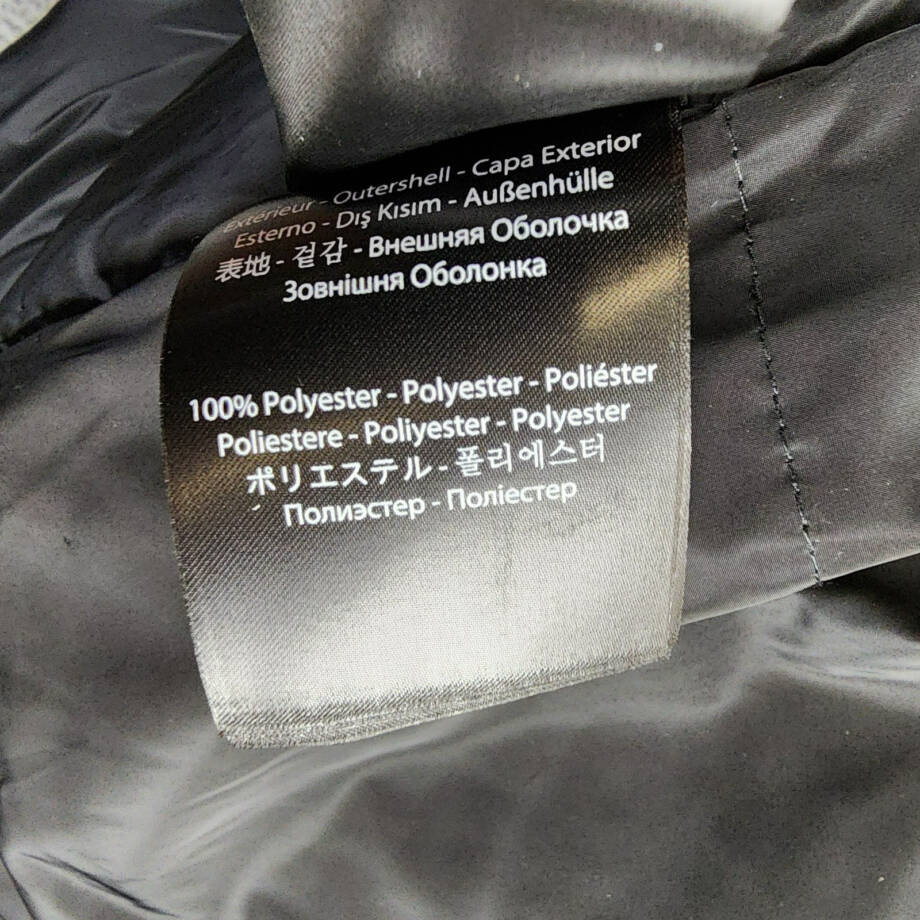 Extérieur - Outershell - Capa Exterior
Esterno - Dış Kısım - Außenhülle
表地 - 겉감 - Внешняя Оболочка
Зовнішня Оболонка
100% Polyester - Polyester - Poliéster
Poliestere - Poliyester - Polyester
ポリエステル - 폴리에스터
Полиэстер - Поліестер